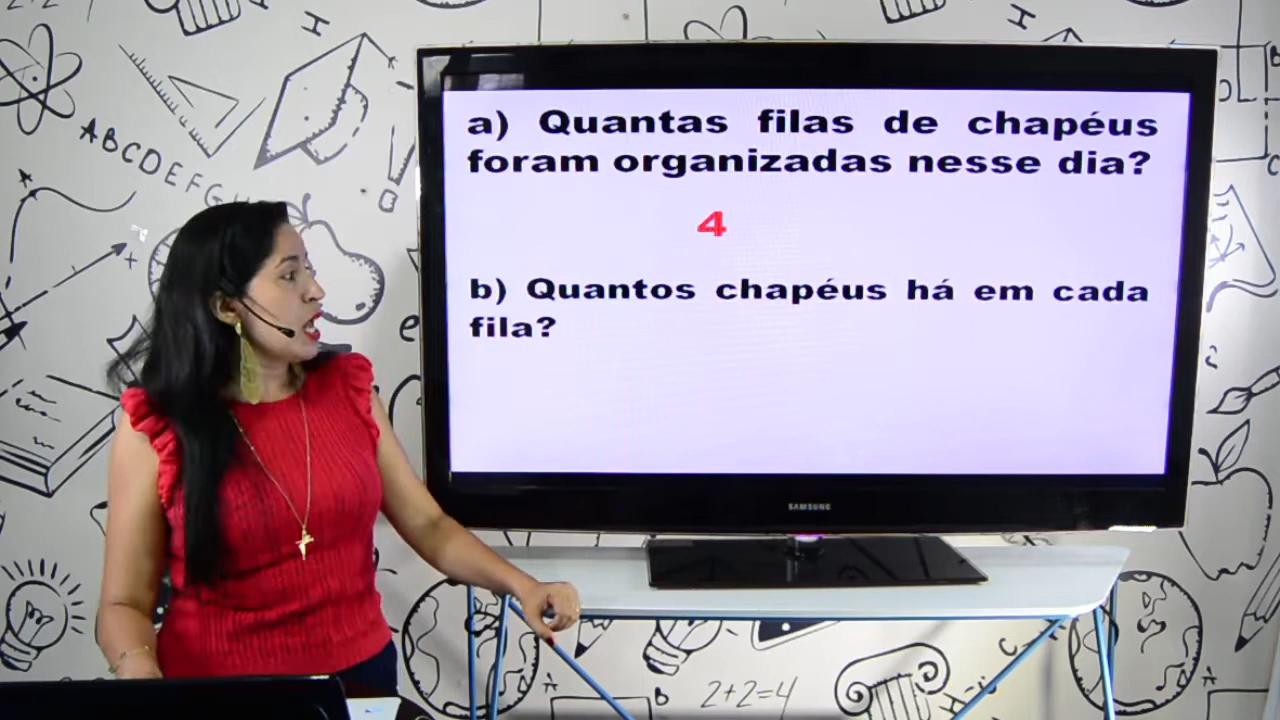 a) Quantas filas de chapéus
foram organizadas nesse dia?
4
b) Quantos chapéus há em cada
fila?
SAMSUNG
ABCDEFG
2+2=4